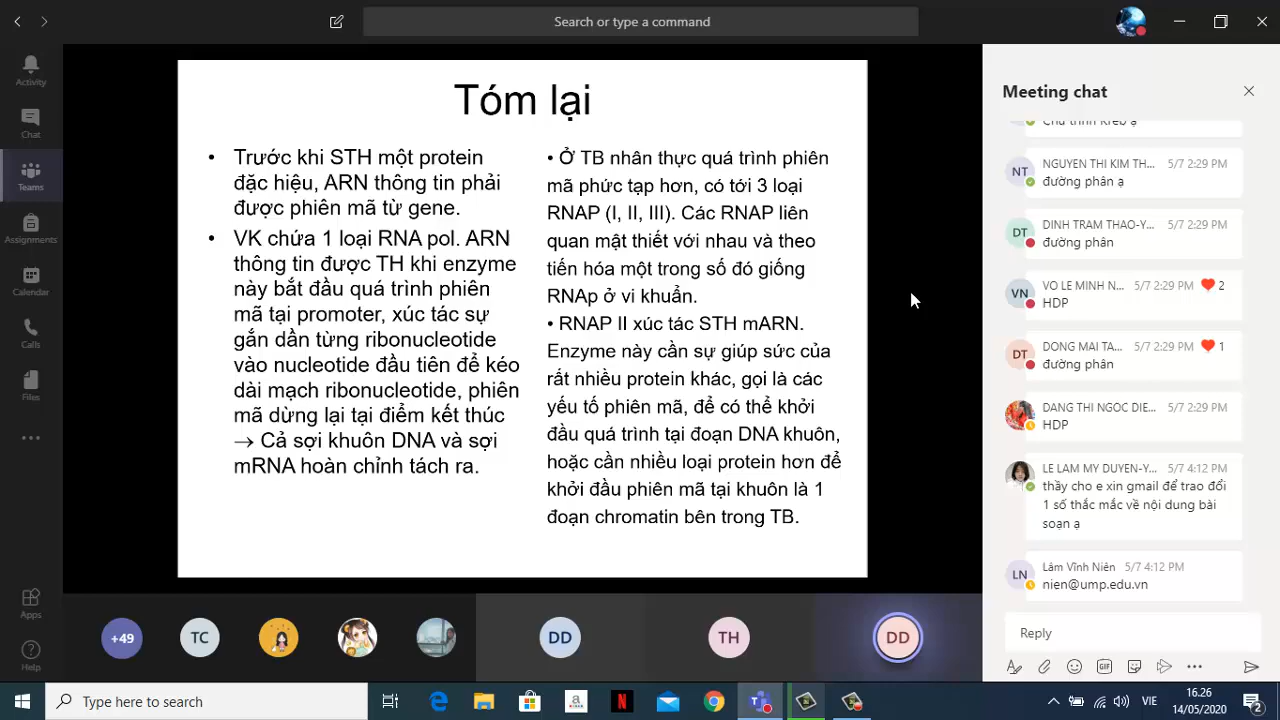 Search or type a command
Activity
Chat
Teams
Assignments
Calendar
Calls
Files
Apps
Help
Tóm lại
• Trước khi STH một protein
đặc hiệu, ARN thông tin phải
được phiên mã từ gene.
• VK chứa 1 loại RNA pol. ARN
thông tin được TH khi enzyme
này bắt đầu quá trình phiên
mã tại promoter, xúc tác sự
gắn dần từng ribonucleotide
vào nucleotide đầu tiên để kéo
dài mạch ribonucleotide, phiên
mã dừng lại tại điểm kết thúc
→ Cả sợi khuôn DNA và sợi
mRNA hoàn chỉnh tách ra.
• Ở TB nhân thực quá trình phiên
mã phức tạp hơn, có tới 3 loại
RNAP (I, II, III). Các RNAP liên
quan mật thiết với nhau và theo
tiến hóa một trong số đó giống
RNAp ở vi khuẩn.
• RNAP II xúc tác STH mARN.
Enzyme này cần sự giúp sức của
rất nhiều protein khác, gọi là các
yếu tố phiên mã, để có thể khởi
đầu quá trình tại đoạn DNA khuôn,
hoặc cần nhiều loại protein hơn để
khởi đầu phiên mã tại khuôn là 1
đoạn chromatin bên trong TB.
+49
TC
DD
TH
DD
Meeting chat
Chu trình Kreb ạ
NT
NGUYEN THI KIM TH... 5/7 2:29 PM
đường phân ạ
DT
DINH TRAM THAO-Y... 5/7 2:29 PM
đường phân
VN
VO LE MINH N... 5/7 2:29 PM 2
HDP
DT
DONG MAI TA... 5/7 2:29 PM 1
đường phân
DANG THI NGOC DIE... 5/7 2:29 PM
HDP
LE LAM MY DUYEN-Y... 5/7 4:12 PM
thầy cho e xin gmail để trao đổi
1 số thắc mắc về nội dung bài
soạn ạ
LN
Lâm Vĩnh Niên 5/7 4:12 PM
nien@ump.edu.vn
Reply
GIF
Type here to search
a
N
VIE
16.26
14/05/2020
2